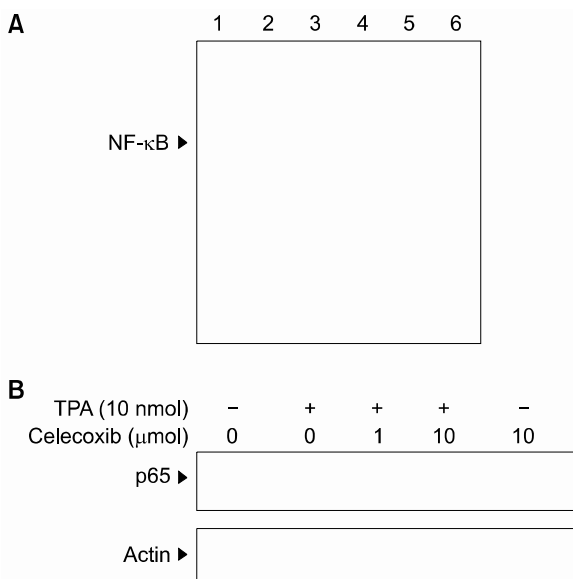 A
1 2 3 4 5 6
NF-κB
B
TPA (10 nmol) − + + + −
Celecoxib (μmol) 0 0 1 10 10
p65
Actin